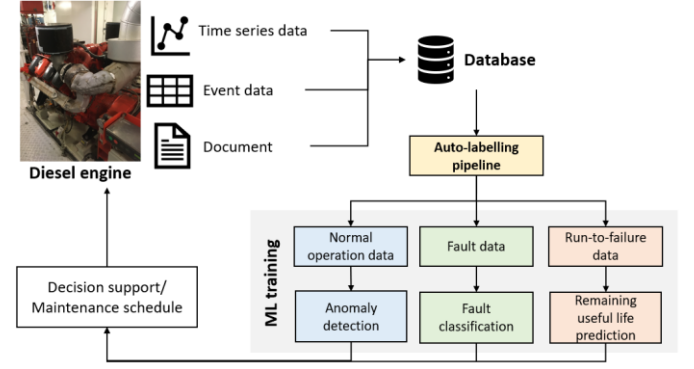 Time series data
Database
Event data
Document
Auto-labelling
pipeline
Diesel engine
ML training
Normal
operation data
Fault data
Run-to-failure
data
Decision support/
Maintenance schedule
Anomaly
detection
Fault
classification
Remaining
useful life
prediction